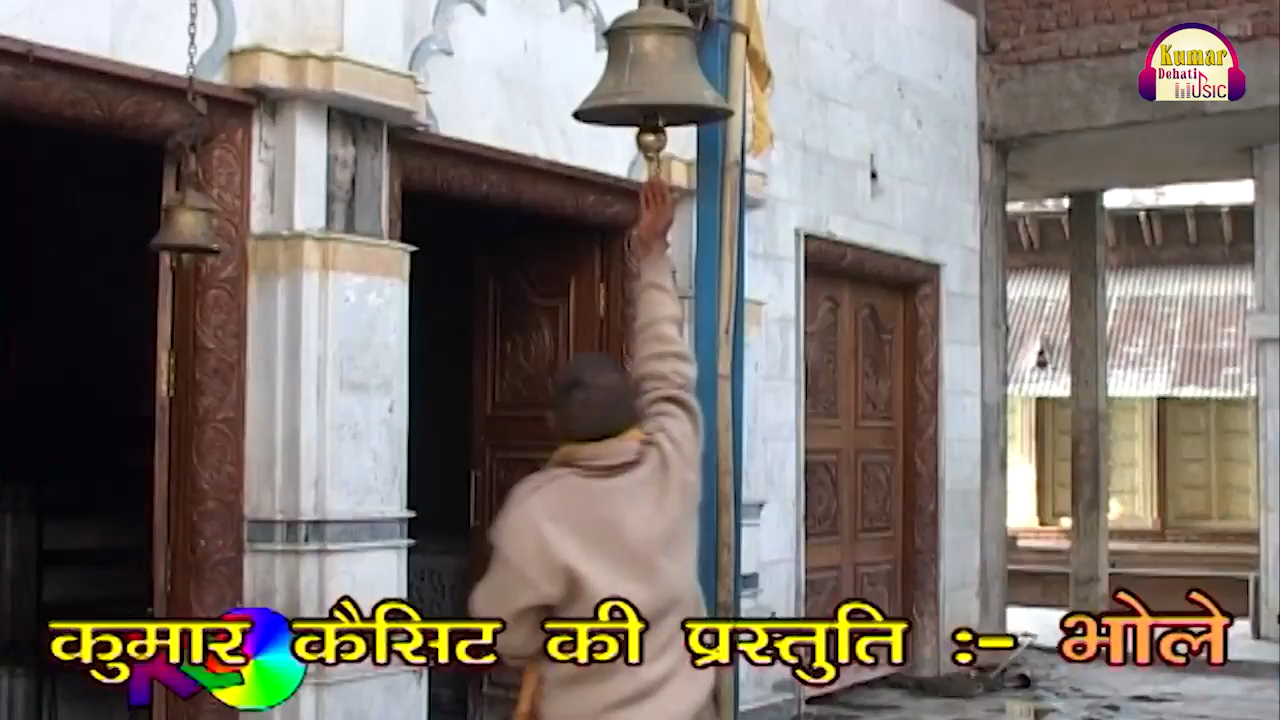 Kumar
Dehati
MUSIC
कुमार कैसिट की प्रस्तुति :- भोले